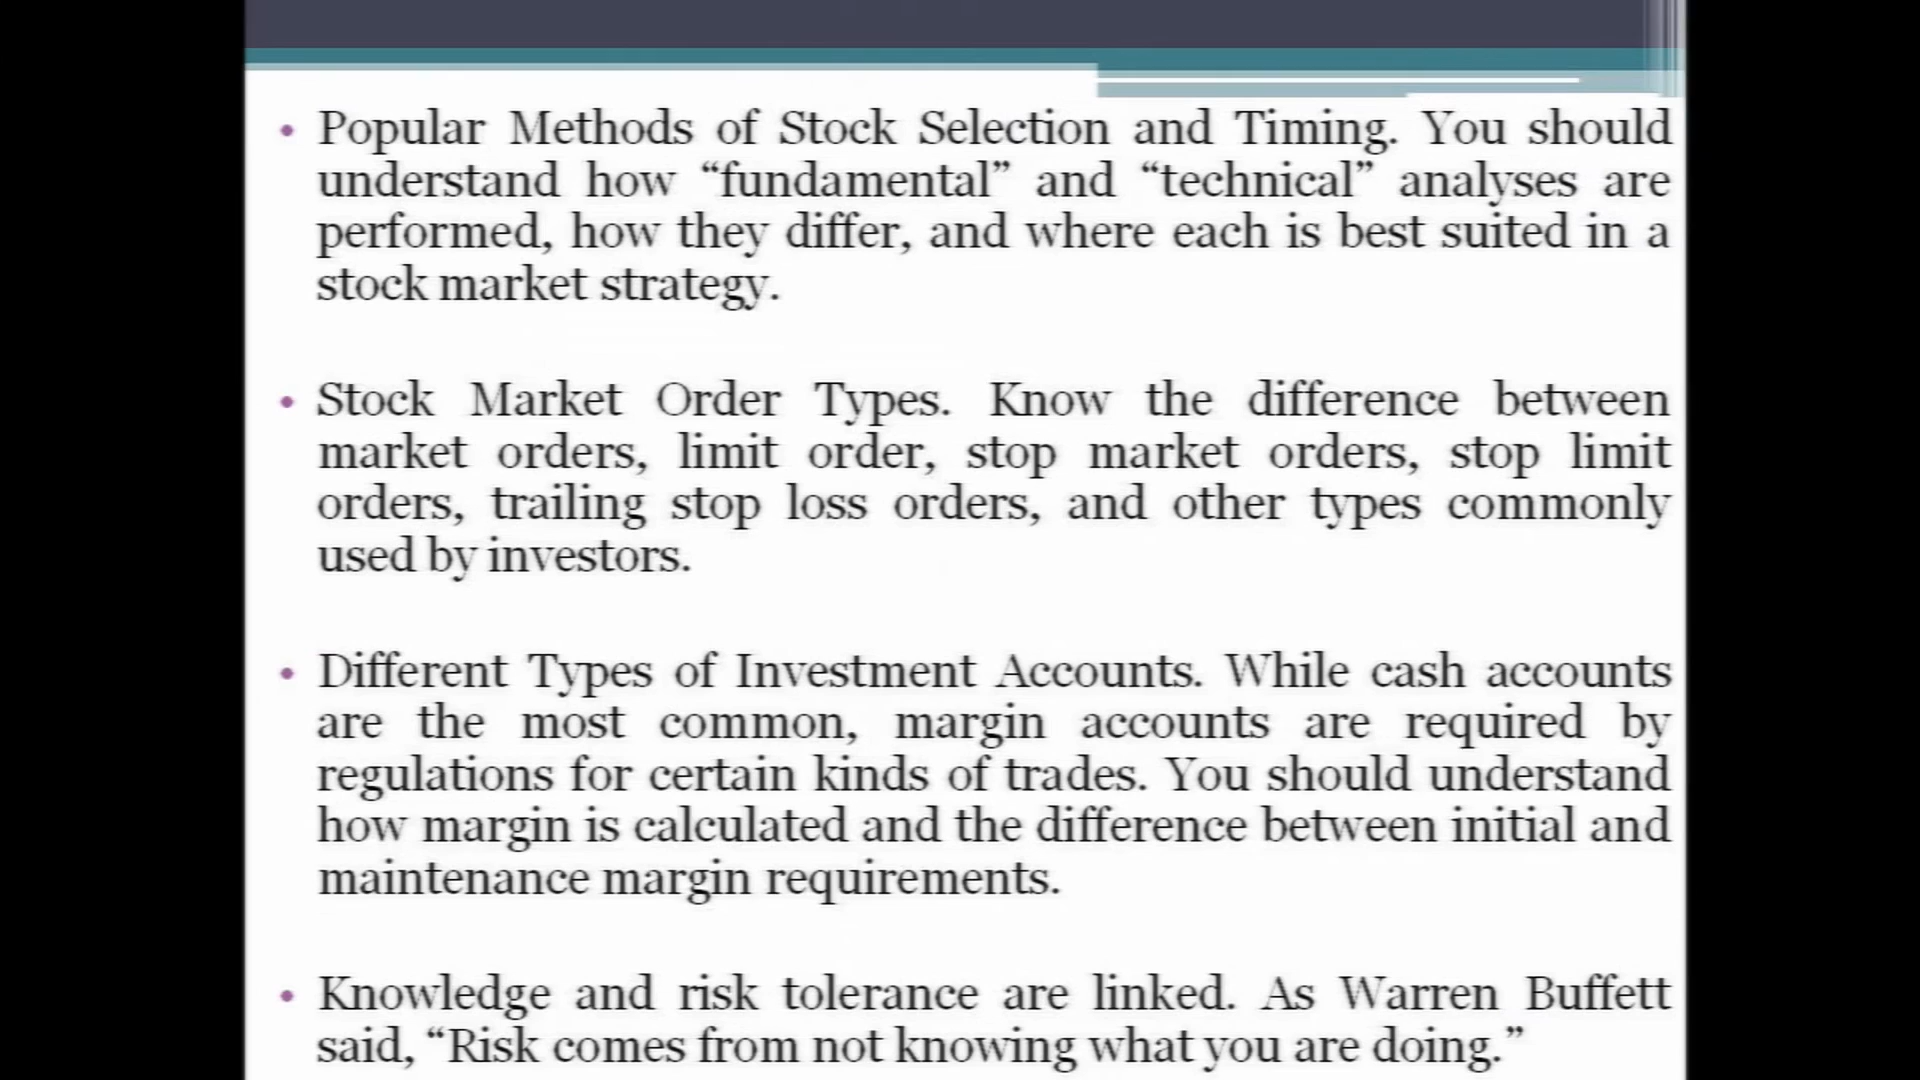 • Popular Methods of Stock Selection and Timing. You should
understand how “fundamental” and “technical” analyses are
performed, how they differ, and where each is best suited in a
stock market strategy.
• Stock Market Order Types. Know the difference between
market orders, limit order, stop market orders, stop limit
orders, trailing stop loss orders, and other types commonly
used by investors.
• Different Types of Investment Accounts. While cash accounts
are the most common, margin accounts are required by
regulations for certain kinds of trades. You should understand
how margin is calculated and the difference between initial and
maintenance margin requirements.
• Knowledge and risk tolerance are linked. As Warren Buffett
said, “Risk comes from not knowing what you are doing.”